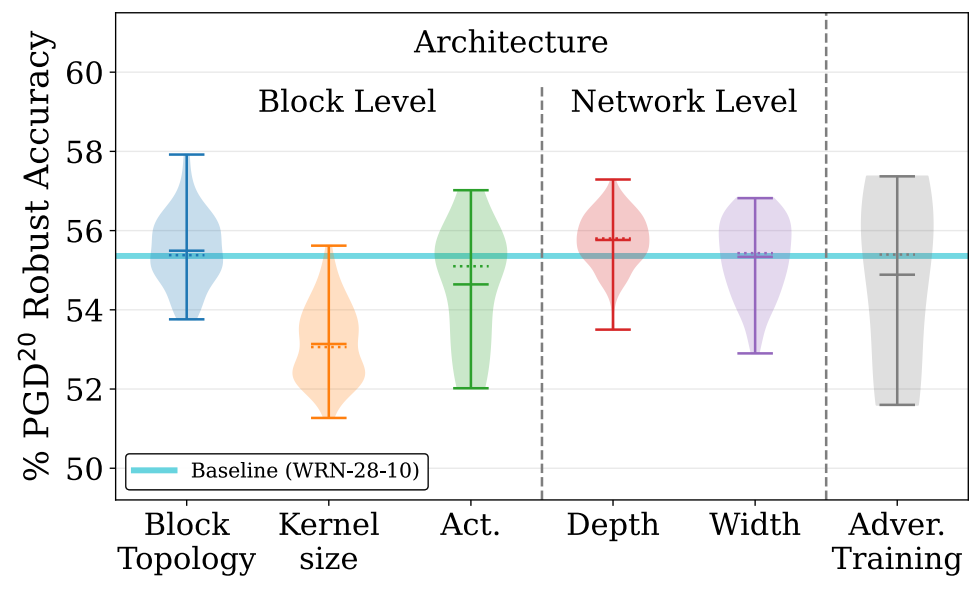 Architecture
Block Level
Network Level
% PGD²⁰ Robust Accuracy
60
58
56
54
52
50
Baseline (WRN-28-10)
Block
Topology
Kernel
size
Act.
Depth
Width
Adver.
Training